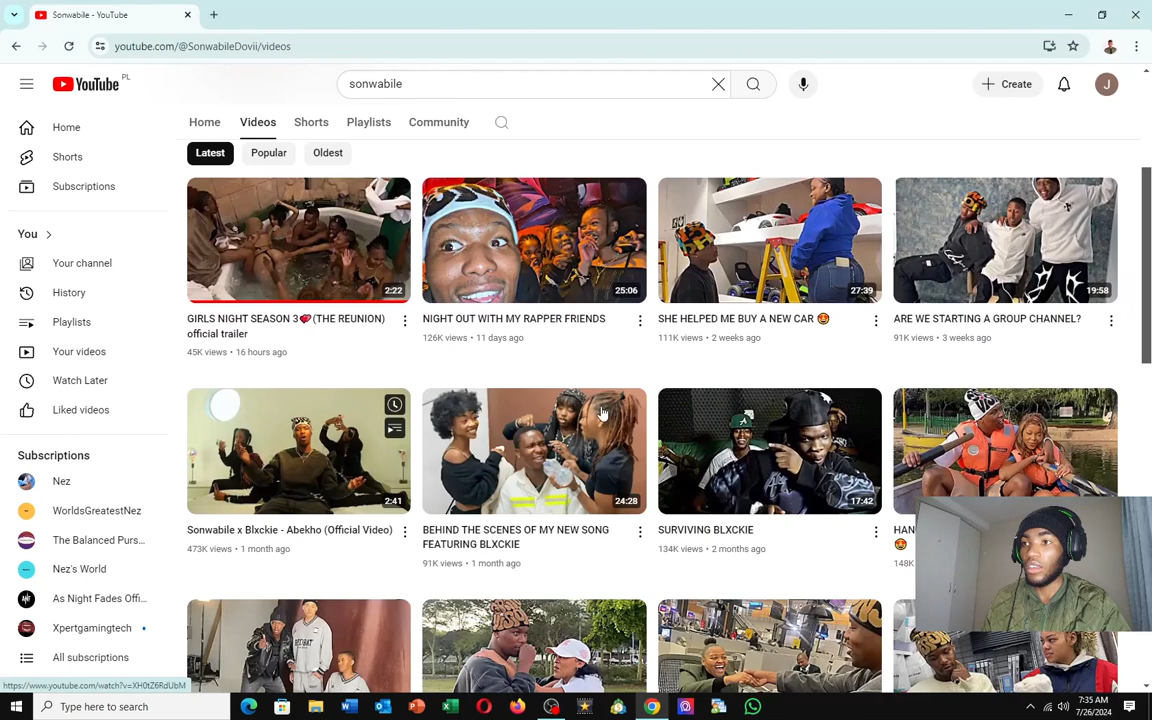 Sonwabile - YouTube
youtube.com/@SonwabileDovii/videos
YouTube PL
sonwabile
Create
J
Home
Videos
Shorts
Playlists
Community
Latest
Popular
Oldest
Home
Shorts
Subscriptions
You
Your channel
History
Playlists
Your videos
Watch Later
Liked videos
Subscriptions
Nez
WorldsGreatestNez
The Balanced Purs...
Nez's World
As Night Fades Offi...
Xpertgamingtech
All subscriptions
2:22
GIRLS NIGHT SEASON 3💕(THE REUNION)
official trailer
45K views • 16 hours ago
25:06
NIGHT OUT WITH MY RAPPER FRIENDS
126K views • 11 days ago
27:39
SHE HELPED ME BUY A NEW CAR 🤩
111K views • 2 weeks ago
19:58
ARE WE STARTING A GROUP CHANNEL?
91K views • 3 weeks ago
2:41
Sonwabile x Blxckie - Abekho (Official Video)
473K views • 1 month ago
24:28
BEHIND THE SCENES OF MY NEW SONG
FEATURING BLXCKIE
91K views • 1 month ago
17:42
SURVIVING BLXCKIE
134K views • 2 months ago
HAN
148K
https://www.youtube.com/watch?v=XH0tZ6RdUbM
Type here to search
7:35 AM
7/26/2024